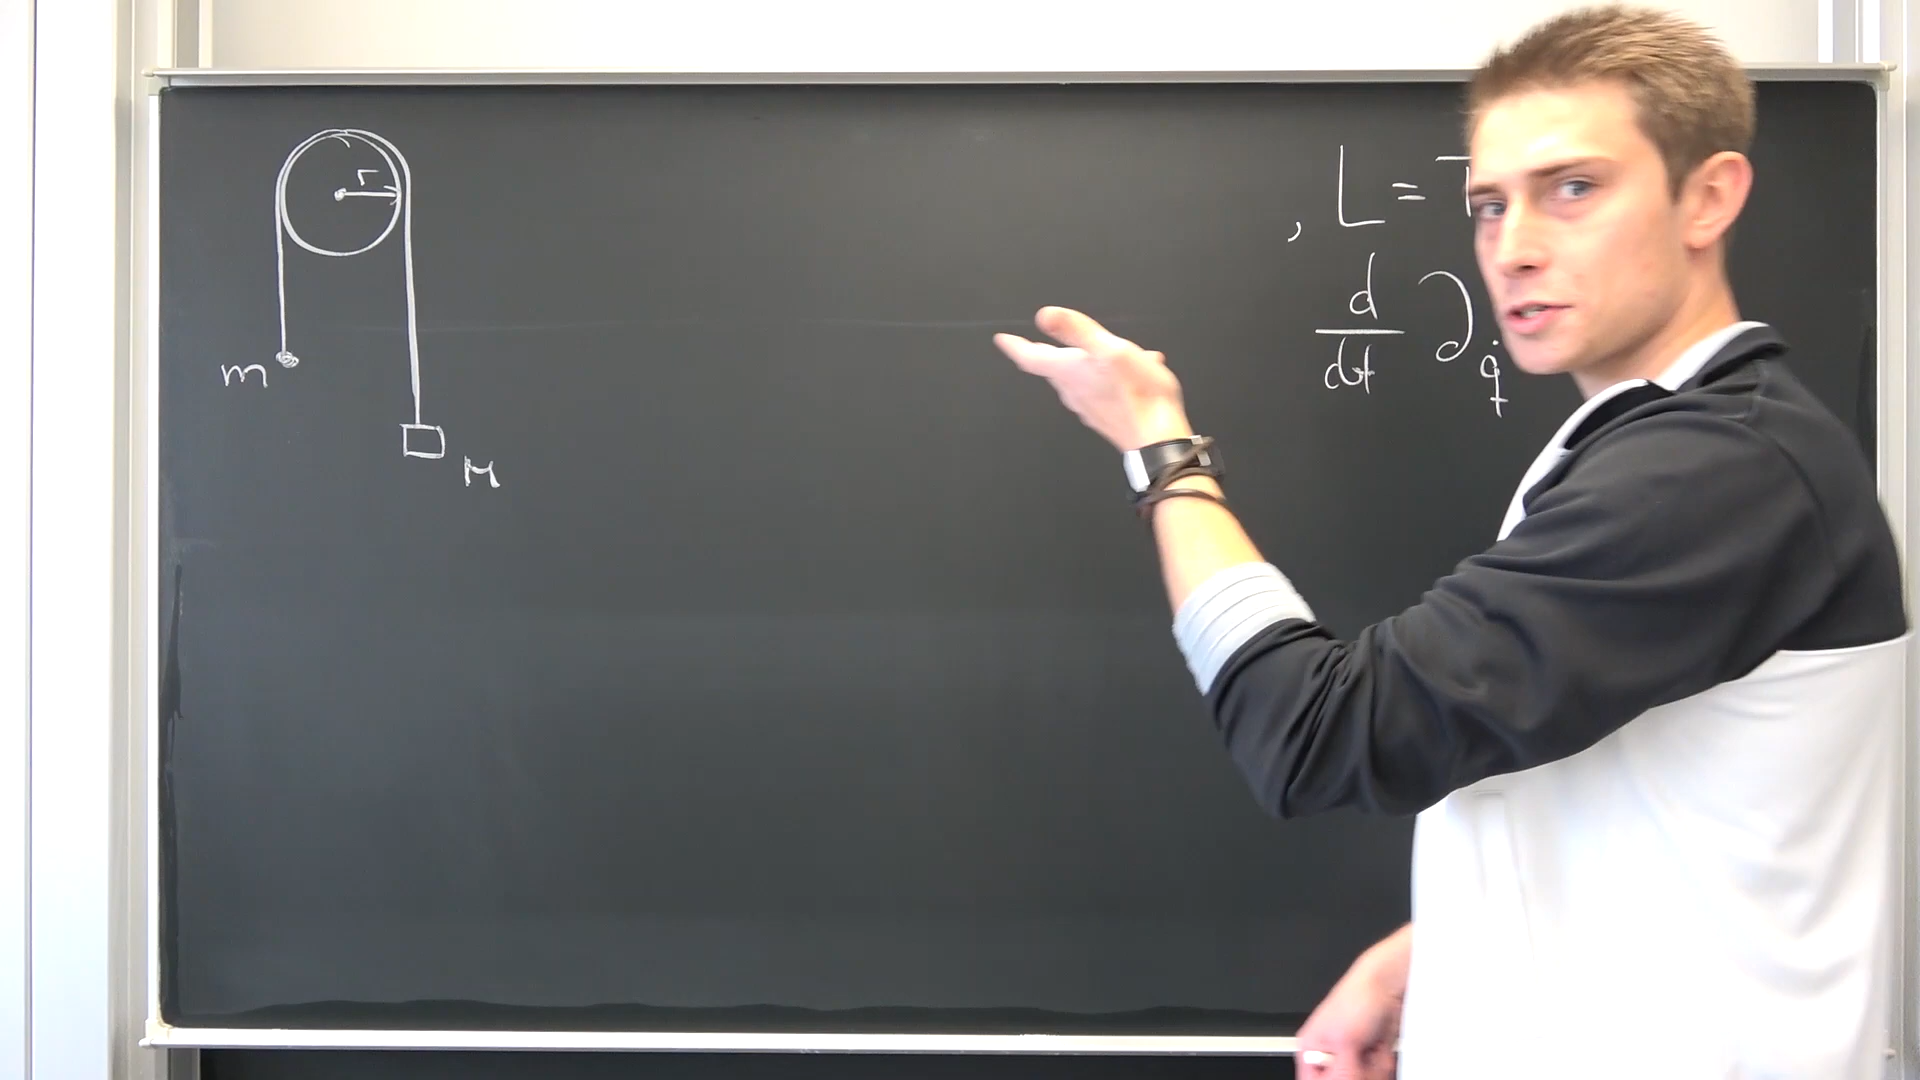 r
m
M
, L = T
d/dt ∂q̇